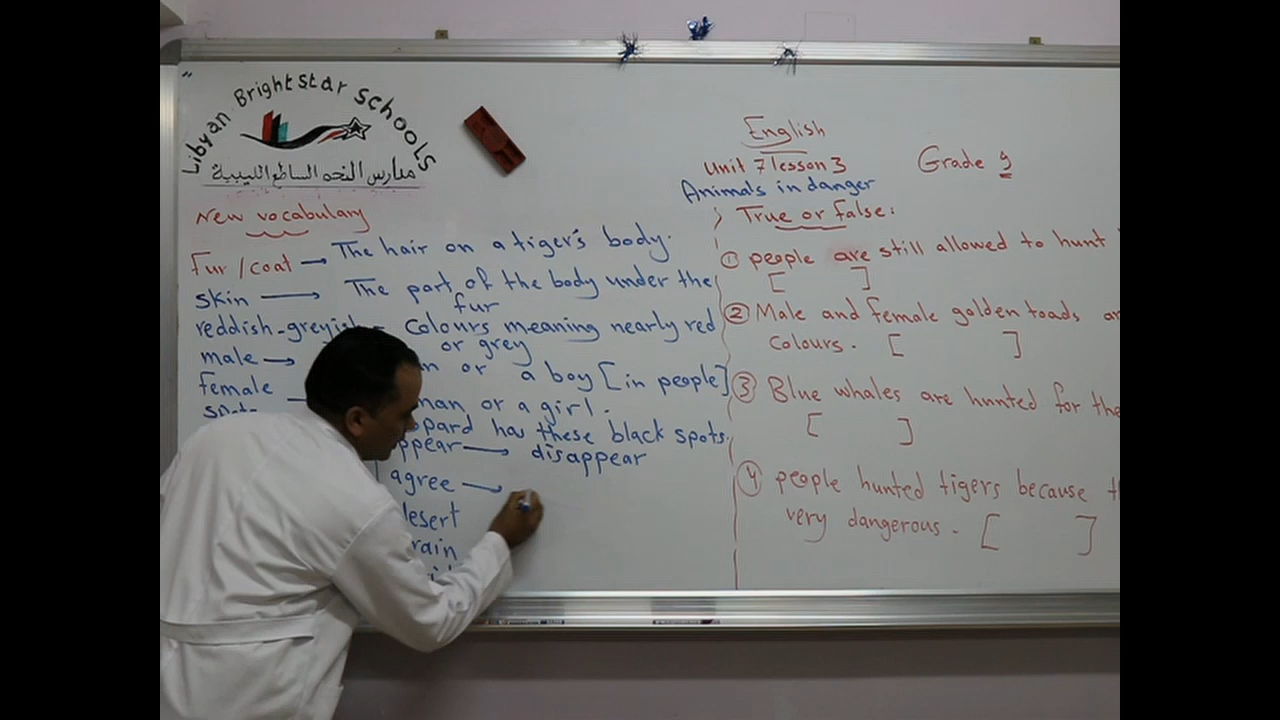 Libyan BrightStar Schools
مدارس النجم الساطع الليبية
New vocabulary
Fur / coat → The hair on a tiger's body.
skin → The part of the body under the
fur
reddish-greyish colours meaning nearly red
or grey
male → or a boy [in people]
female → or a girl.
has these black spots.
disappear
agree →
English
Unit 7 lesson 3
Grade 9
Animals in danger
True or false:
① people are still allowed to hunt
[ ]
② Male and female golden toads
colours. [ ]
③ Blue whales are hunted for
[ ]
④ people hunted tigers because
very dangerous. [ ]